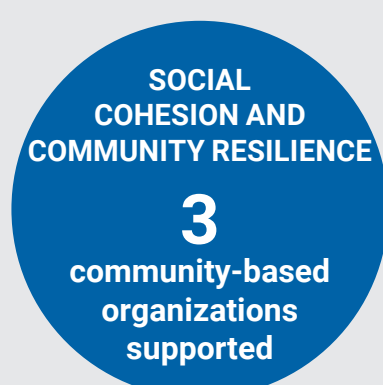 SOCIAL
COHESION AND
COMMUNITY RESILIENCE
3
community-based
organizations
supported